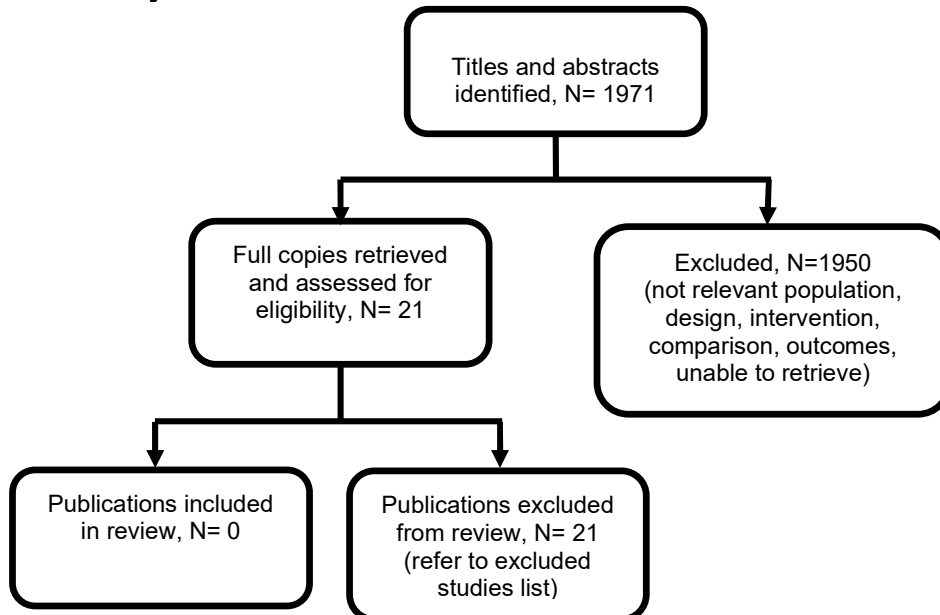 Titles and abstracts
identified, N= 1971
Full copies retrieved
and assessed for
eligibility, N= 21
Excluded, N=1950
(not relevant population,
design, intervention,
comparison, outcomes,
unable to retrieve)
Publications included
in review, N= 0
Publications excluded
from review, N= 21
(refer to excluded
studies list)